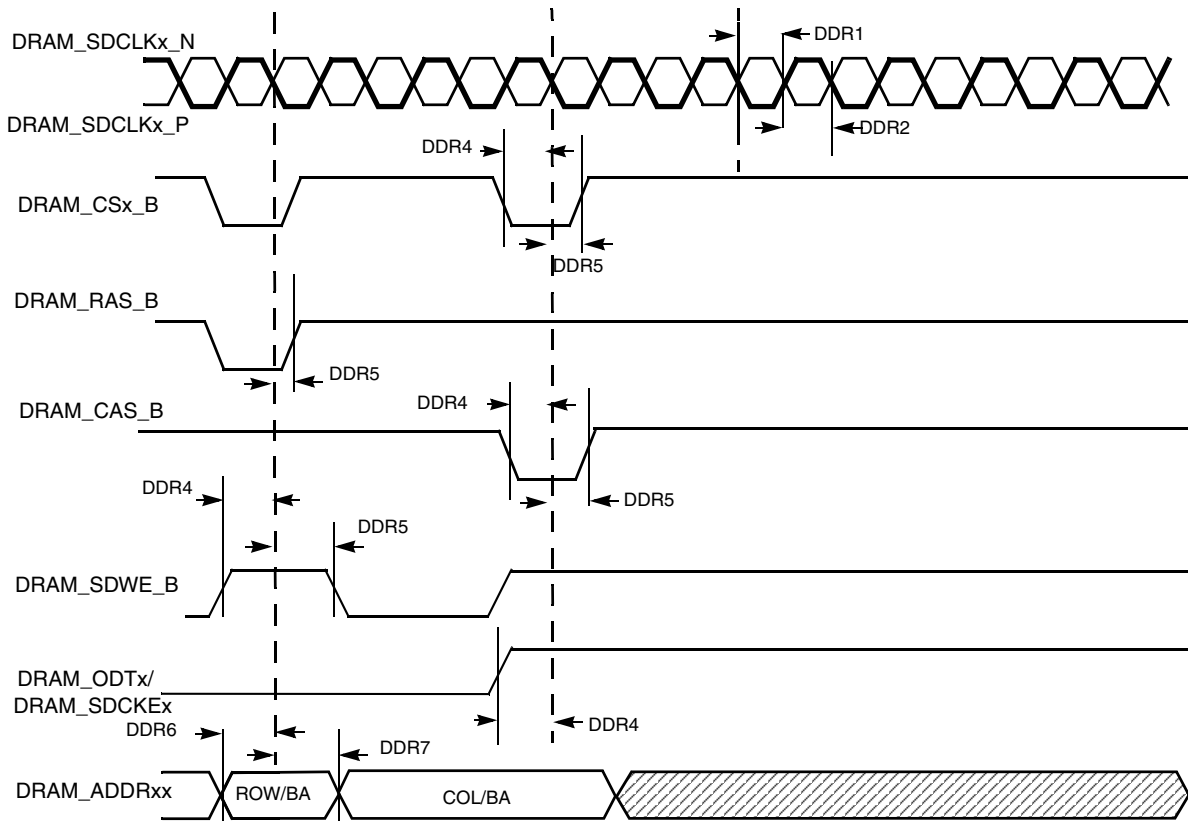 DRAM_SDCLKx_N
DDR1
DRAM_SDCLKx_P
DDR2
DDR4
DRAM_CSx_B
DDR5
DRAM_RAS_B
DDR5
DDR4
DRAM_CAS_B
DDR4
DDR5
DDR5
DRAM_SDWE_B
DRAM_ODTx/
DRAM_SDCKEx
DDR4
DDR6
DDR7
DRAM_ADDRxx
ROW/BA
COL/BA